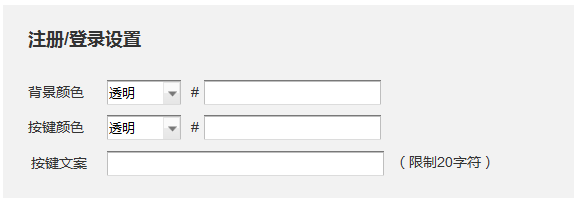 注册/登录设置
背景颜色 透明 #
按键颜色 透明 #
按键文案 （限制20字符）